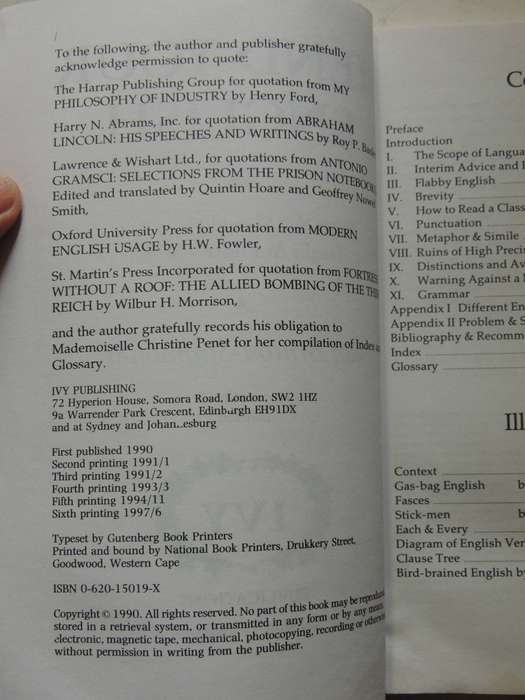 To the following, the author and publisher gratefully
acknowledge permission to quote:
The Harrap Publishing Group for quotation from MY
PHILOSOPHY OF INDUSTRY by Henry Ford,
Harry N. Abrams, Inc. for quotation from ABRAHAM
LINCOLN: HIS SPEECHES AND WRITINGS by Roy P.
Lawrence & Wishart Ltd., for quotations from ANTONIO
GRAMSCI: SELECTIONS FROM THE PRISON NOTEBOOKS
Edited and translated by Quintin Hoare and Geoffrey Nowel
Smith,
Oxford University Press for quotation from MODERN
ENGLISH USAGE by H.W. Fowler,
St. Martin's Press Incorporated for quotation from FORTRESS
WITHOUT A ROOF: THE ALLIED BOMBING OF THE THIRD
REICH by Wilbur H. Morrison,
and the author gratefully records his obligation to
Mademoiselle Christine Penet for her compilation of Index a
Glossary.
IVY PUBLISHING
72 Hyperion House, Somora Road, London, SW2 1HZ
9a Warrender Park Crescent, Edinburgh EH91DX
and at Sydney and Johannesburg
First published 1990
Second printing 1991/1
Third printing 1991/2
Fourth printing 1993/3
Fifth printing 1994/11
Sixth printing 1997/6
Typeset by Gutenberg Book Printers
Printed and bound by National Book Printers, Drukkery Street,
Goodwood, Western Cape
ISBN 0-620-15019-X
Copyright © 1990. All rights reserved. No part of this book may be reproduced
stored in a retrieval system, or transmitted in any form or by any means,
electronic, magnetic tape, mechanical, photocopying, recording or otherwise
without permission in writing from the publisher.
Co
Preface
Introduction
I. The Scope of Langua
II. Interim Advice and
III. Flabby English
IV. Brevity
V. How to Read a Class
VI. Punctuation
VII. Metaphor & Simile
VIII. Ruins of High Preci
IX. Distinctions and Av
X. Warning Against a
XI. Grammar
Appendix I Different En
Appendix II Problem & S
Bibliography & Recomm
Index
Glossary
Ill
Context
Gas-bag English b
Fasces
Stick-men b
Each & Every
Diagram of English Ver
Clause Tree
Bird-brained English by